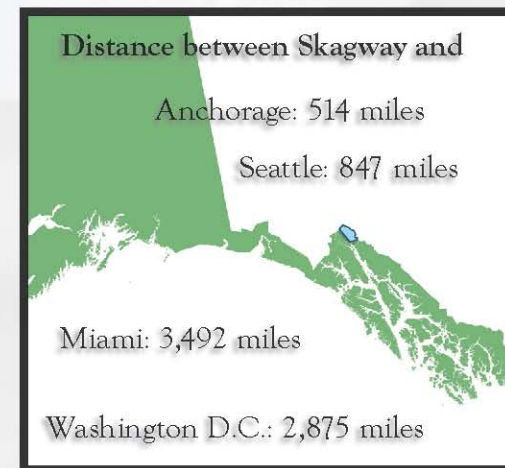 Distance between Skagway and
Anchorage: 514 miles
Seattle: 847 miles
Miami: 3,492 miles
Washington D.C.: 2,875 miles